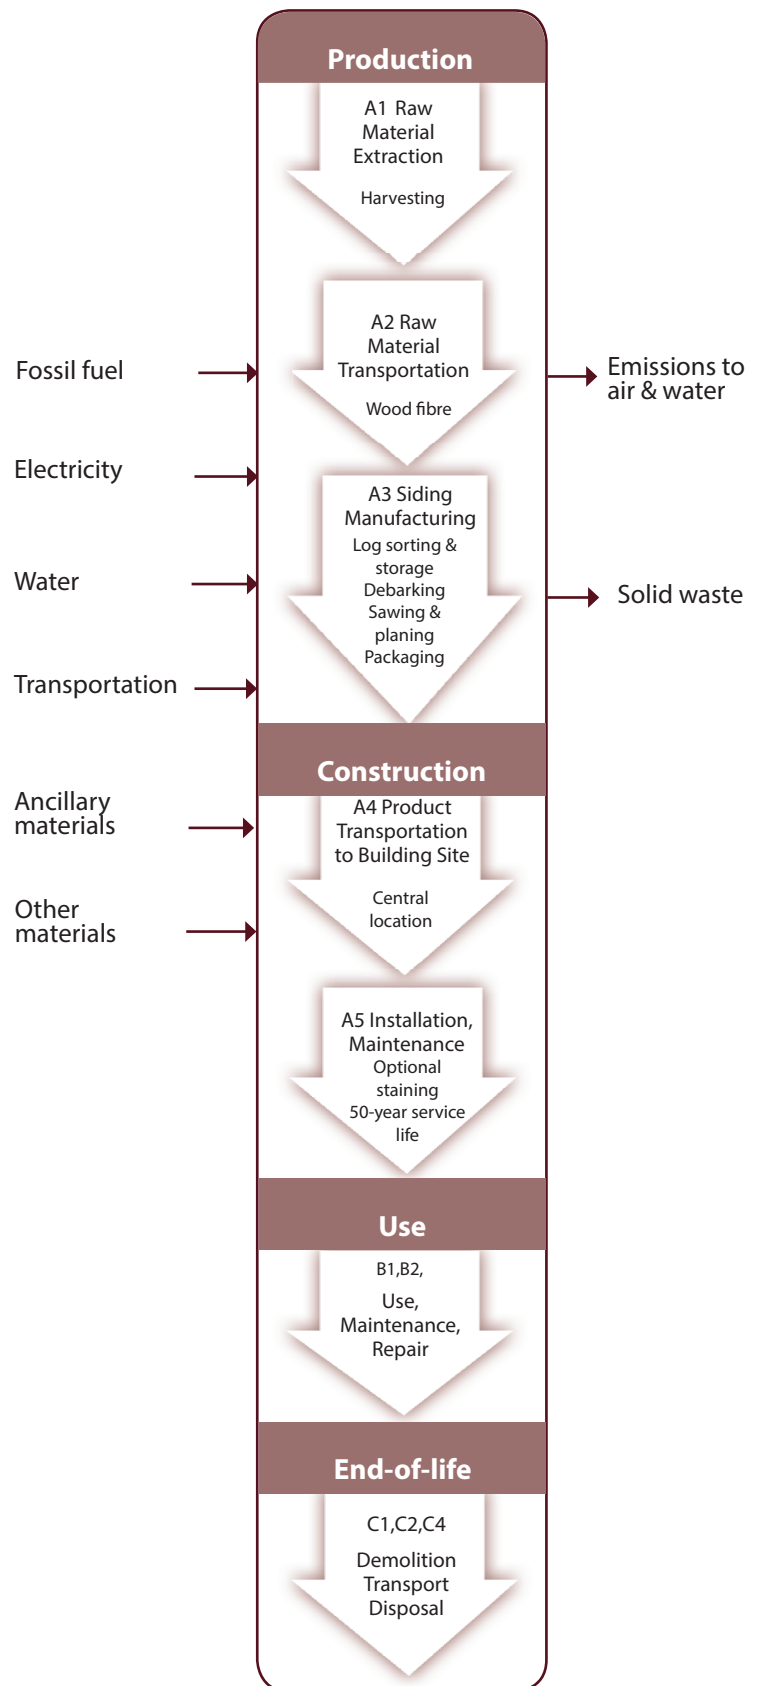 Production
A1 Raw
Material
Extraction
Harvesting
A2 Raw
Material
Transportation
Wood fibre
Fossil fuel
Emissions to
air & water
Electricity
A3 Siding
Manufacturing
Log sorting &
storage
Debarking
Sawing &
planing
Packaging
Water
Solid waste
Transportation
Construction
Ancillary
materials
A4 Product
Transportation
to Building Site
Central
location
Other
materials
A5 Installation,
Maintenance
Optional
staining
50-year service
life
Use
B1,B2,
Use,
Maintenance,
Repair
End-of-life
C1,C2,C4
Demolition
Transport
Disposal